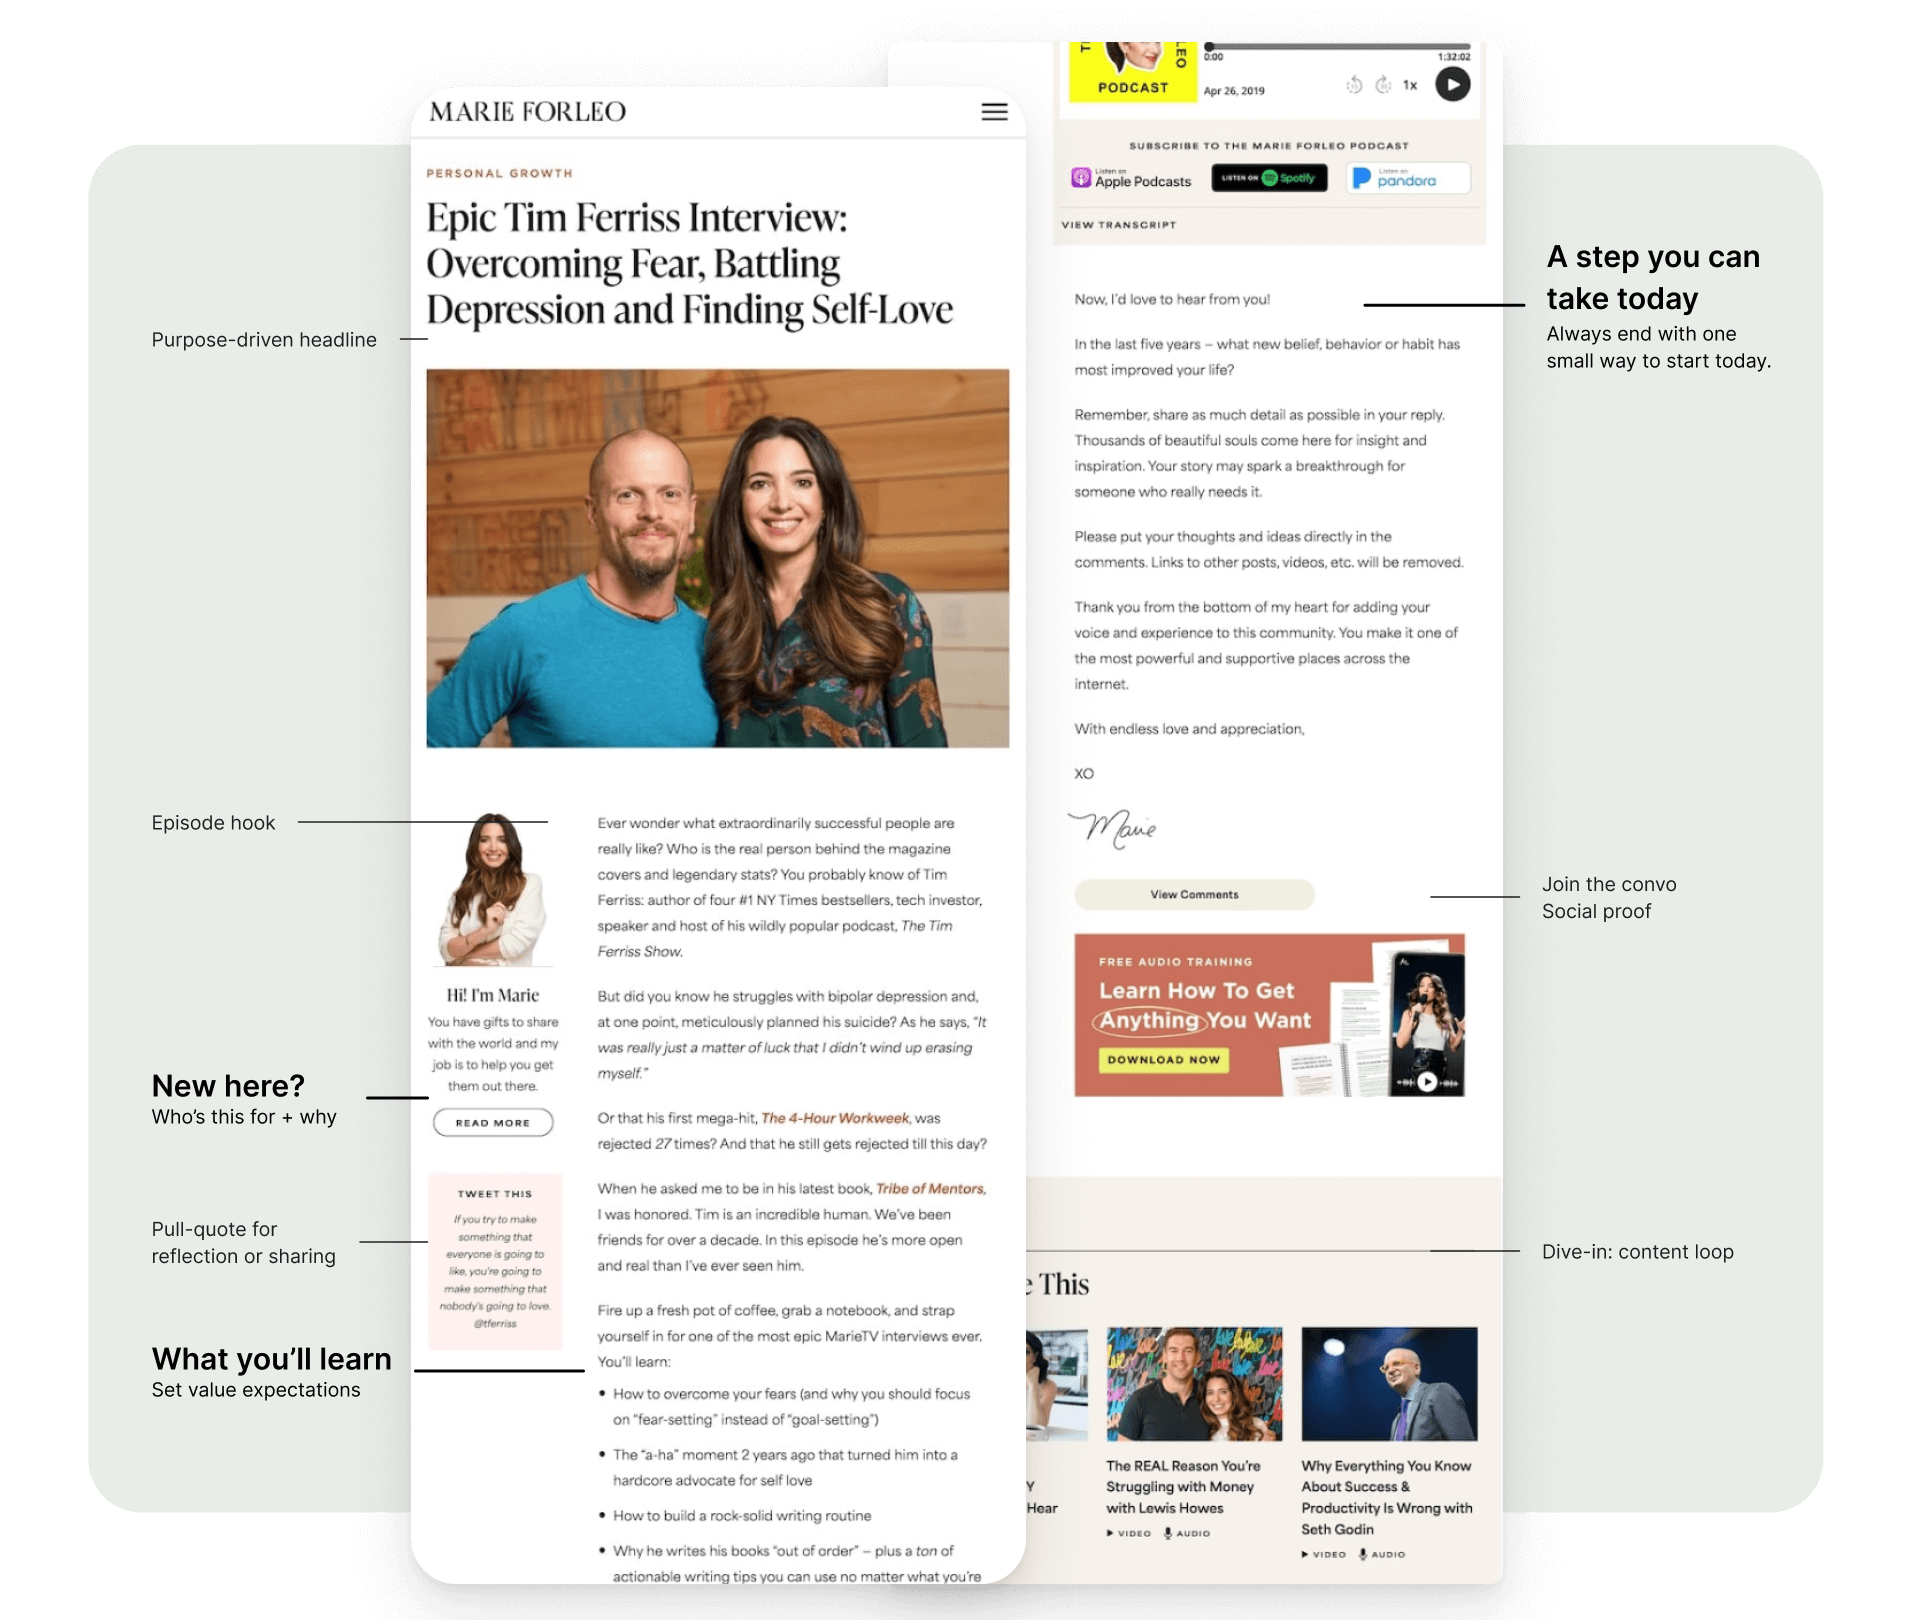 MARIE FORLEO
PERSONAL GROWTH
Epic Tim Ferriss Interview:
Overcoming Fear, Battling
Depression and Finding Self-Love
Purpose-driven headline
Episode hook
Hi! I'm Marie
You have gifts to share
with the world and my
job is to help you get
them out there.
READ MORE
New here?
Who's this for + why
TWEET THIS
If you try to make
something that
everyone is going to
like, you're going to
make something that
nobody's going to love.
@tferriss
Pull-quote for
reflection or sharing
What you'll learn
Set value expectations
Ever wonder what extraordinarily successful people are
really like? Who is the real person behind the magazine
covers and legendary stats? You probably know of Tim
Ferriss: author of four #1 NY Times bestsellers, tech investor,
speaker and host of his wildly popular podcast, The Tim
Ferriss Show.
But did you know he struggles with bipolar depression and,
at one point, meticulously planned his suicide? As he says, "It
was really just a matter of luck that I didn't wind up erasing
myself."
Or that his first mega-hit, The 4-Hour Workweek, was
rejected 27 times? And that he still gets rejected till this day?
When he asked me to be in his latest book, Tribe of Mentors,
I was honored. Tim is an incredible human. We've been
friends for over a decade. In this episode he's more open
and real than I've ever seen him.
Fire up a fresh pot of coffee, grab a notebook, and strap
yourself in for one of the most epic MarieTV interviews ever.
You'll learn:
• How to overcome your fears (and why you should focus
on "fear-setting" instead of "goal-setting")
• The "a-ha" moment 2 years ago that turned him into a
hardcore advocate for self love
• How to build a rock-solid writing routine
• Why he writes his books "out of order" – plus a ton of
actionable writing tips you can use no matter what you're
LEO
PODCAST
0:00
1:32:02
Apr 26, 2019
1x
SUBSCRIBE TO THE MARIE FORLEO PODCAST
Listen on
Apple Podcasts
LISTEN ON Spotify
Listen on
pandora
VIEW TRANSCRIPT
Now, I'd love to hear from you!
In the last five years – what new belief, behavior or habit has
most improved your life?
Remember, share as much detail as possible in your reply.
Thousands of beautiful souls come here for insight and
inspiration. Your story may spark a breakthrough for
someone who really needs it.
Please put your thoughts and ideas directly in the
comments. Links to other posts, videos, etc. will be removed.
Thank you from the bottom of my heart for adding your
voice and experience to this community. You make it one of
the most powerful and supportive places across the
internet.
With endless love and appreciation,
XO
Marie
View Comments
FREE AUDIO TRAINING
Learn How To Get
Anything You Want
DOWNLOAD NOW
A step you can
take today
Always end with one
small way to start today.
Join the convo
Social proof
Dive-in: content loop
e This
Y
Hear
The REAL Reason You're
Struggling with Money
with Lewis Howes
VIDEO AUDIO
Why Everything You Know
About Success &
Productivity Is Wrong with
Seth Godin
VIDEO AUDIO